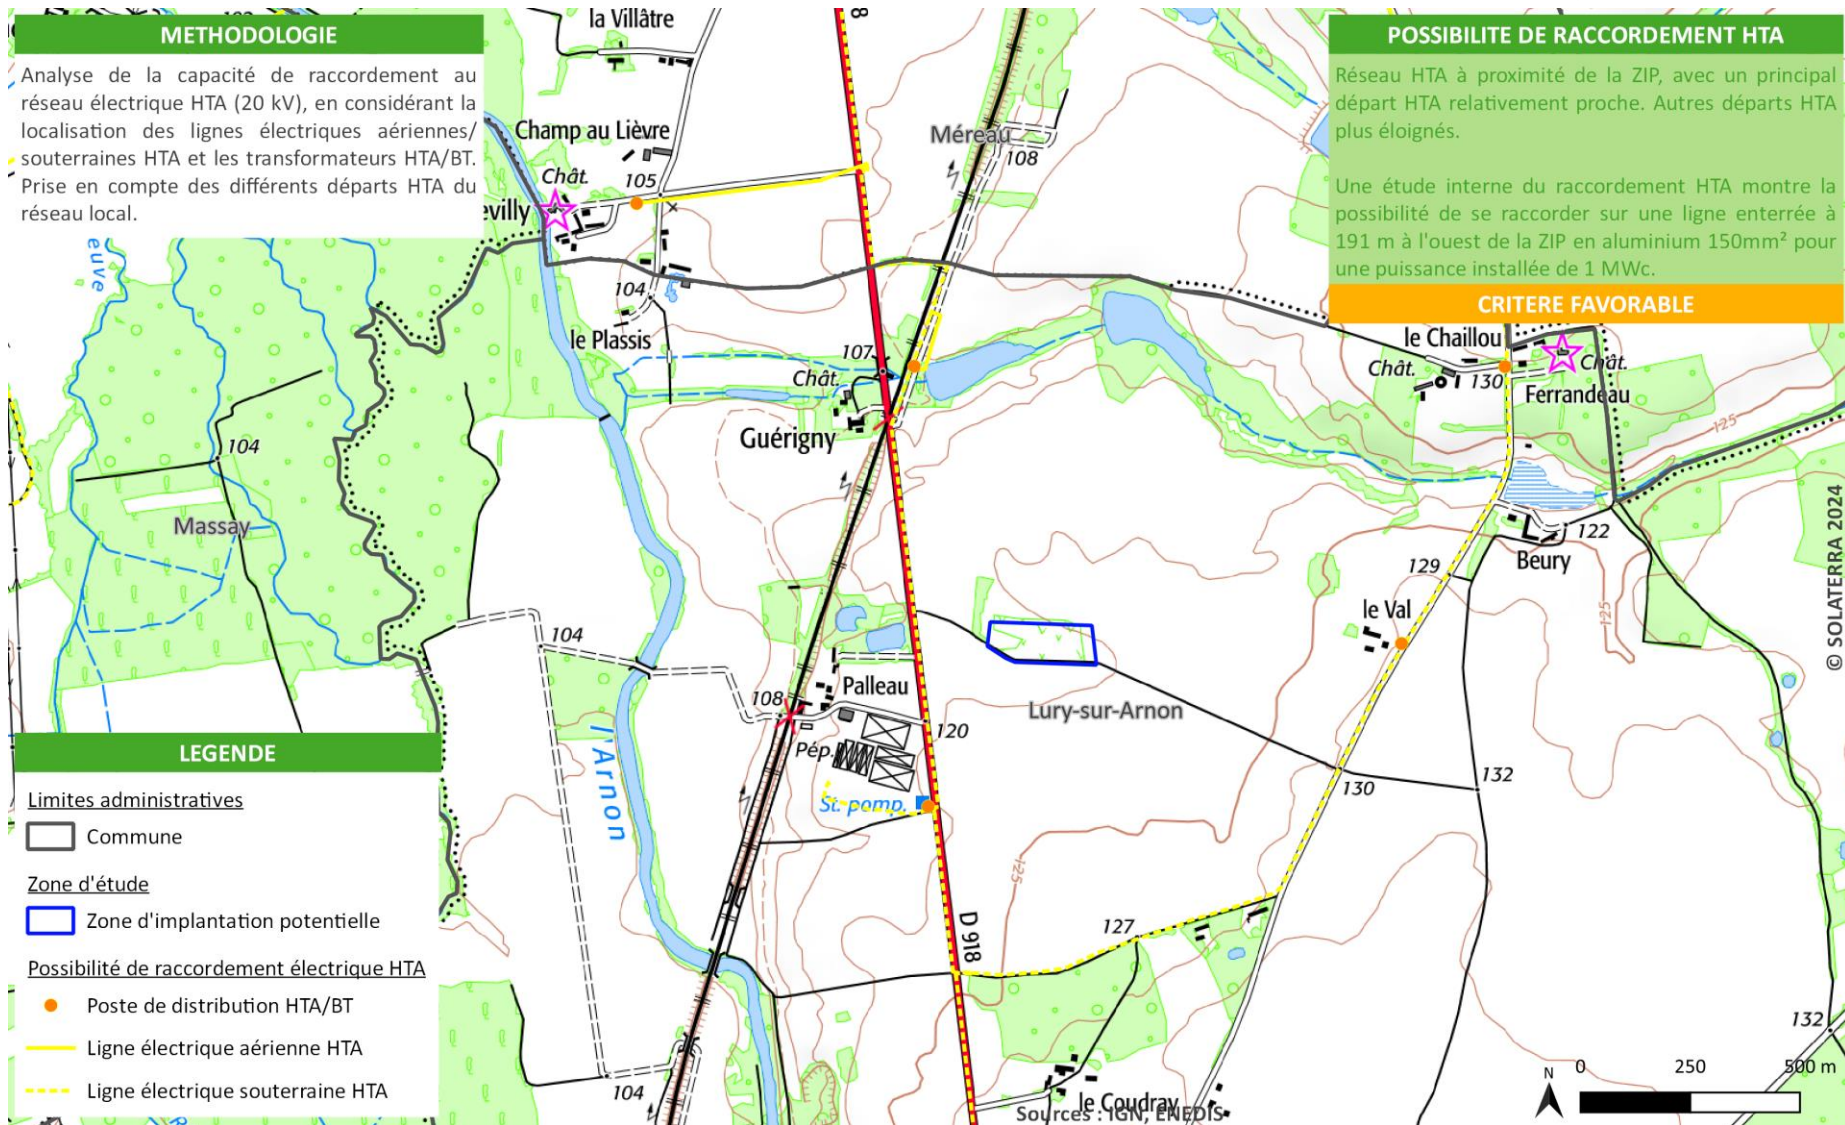 METHODOLOGIE
Analyse de la capacité de raccordement au
réseau électrique HTA (20 kV), en considérant la
localisation des lignes électriques aériennes/
souterraines HTA et les transformateurs HTA/BT.
Prise en compte des différents départs HTA du
réseau local.
POSSIBILITE DE RACCORDEMENT HTA
Réseau HTA à proximité de la ZIP, avec un principal
départ HTA relativement proche. Autres départs HTA
plus éloignés.
Une étude interne du raccordement HTA montre la
possibilité de se raccorder sur une ligne enterrée à
191 m à l'ouest de la ZIP en aluminium 150mm² pour
une puissance installée de 1 MWc.
CRITERE FAVORABLE
la Villâtre
8
Champ au Lièvre
Méreau
108
Chât.
105
evilly
euve
104
le Plassis
107
Chât.
le Chaillou
Chât.
130
Chât.
Ferrandeau
125
Guérigny
104
Massay
122
129
Beury
125
le Val
104
Palleau
108
Lury-sur-Arnon
120
Pép.
132
130
St. pomp.
l'Arnon
125
D 918
127
132
104
le Coudray
LEGENDE
Limites administratives
Commune
Zone d'étude
Zone d'implantation potentielle
Possibilité de raccordement électrique HTA
Poste de distribution HTA/BT
Ligne électrique aérienne HTA
Ligne électrique souterraine HTA
Sources : IGN, ENEDIS
N
0 250 500 m
© SOLATERRA 2024